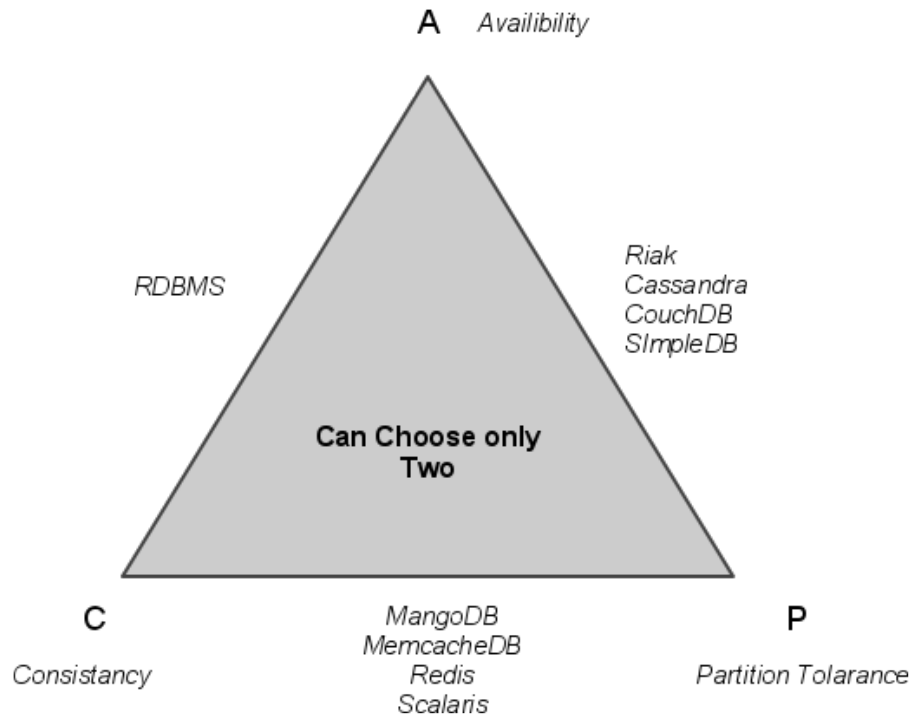 A Availibility
RDBMS
Riak
Cassandra
CouchDB
SImpleDB
Can Choose only
Two
C
Consistancy
MangoDB
MemcacheDB
Redis
Scalaris
P
Partition Tolarance